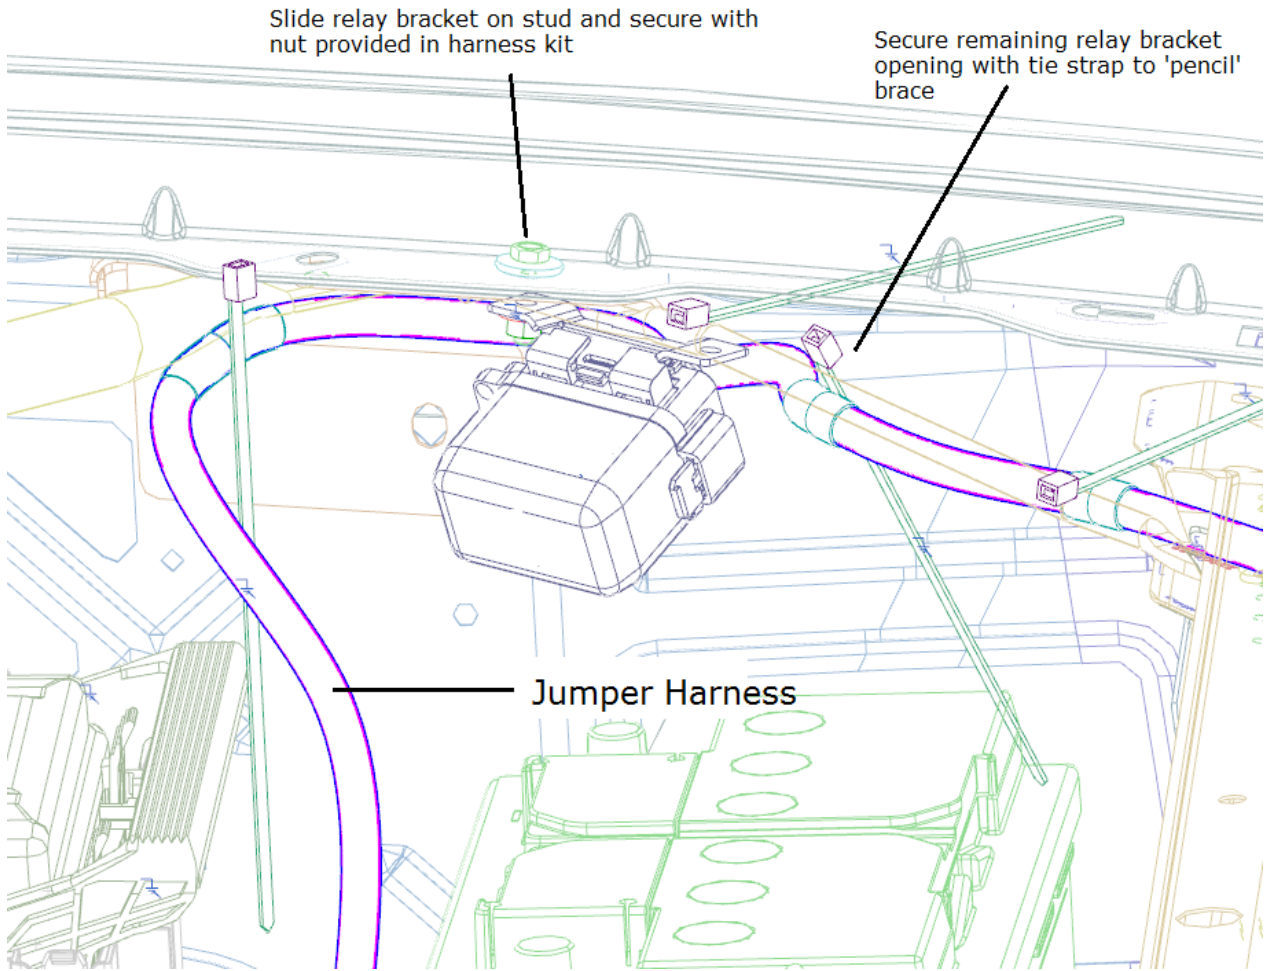 Slide relay bracket on stud and secure with
nut provided in harness kit
Secure remaining relay bracket
opening with tie strap to 'pencil'
brace
Jumper Harness